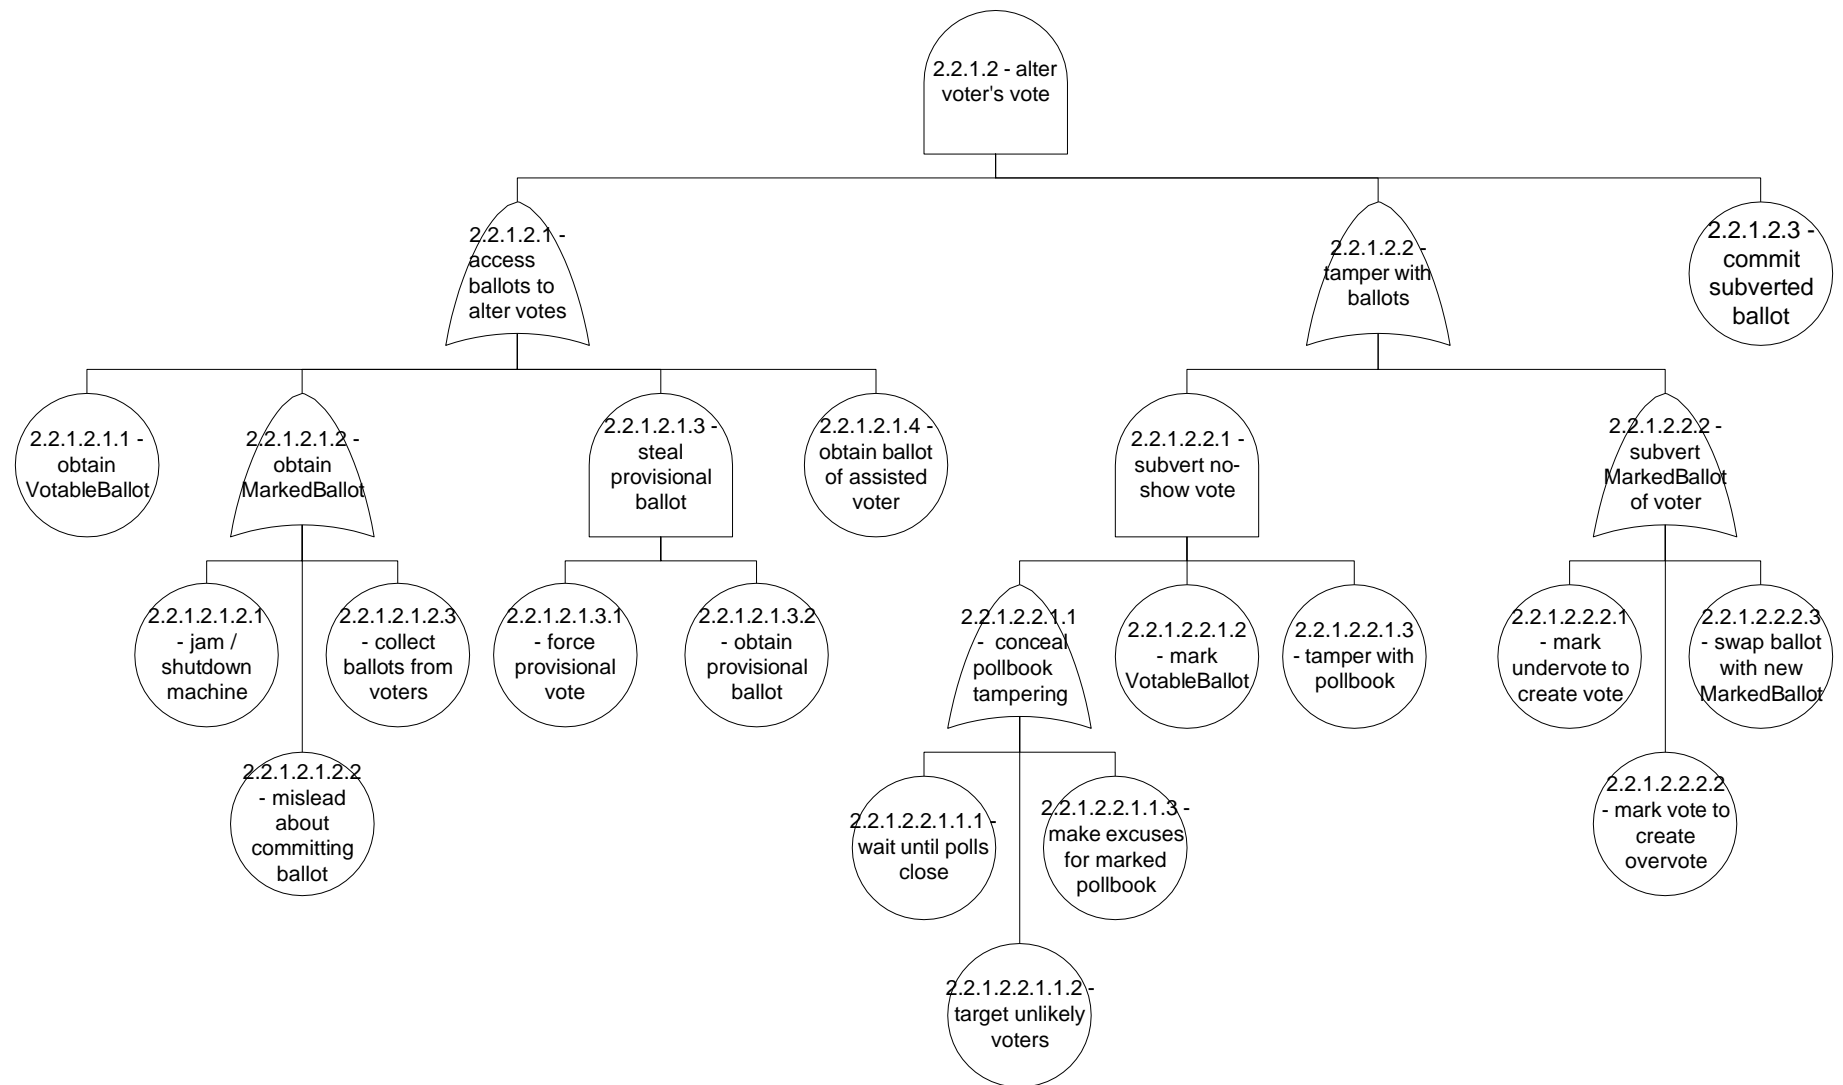 2.2.1.2 - alter
voter's vote
2.2.1.2.1 -
access
ballots to
alter votes
2.2.1.2.2 -
tamper with
ballots
2.2.1.2.3 -
commit
subverted
ballot
2.2.1.2.1.1 -
obtain
VotableBallot
2.2.1.2.1.2 -
obtain
MarkedBallot
2.2.1.2.1.3 -
steal
provisional
ballot
2.2.1.2.1.4 -
obtain ballot
of assisted
voter
2.2.1.2.2.1 -
subvert no-
show vote
2.2.1.2.2.2 -
subvert
MarkedBallot
of voter
2.2.1.2.1.2.1
- jam /
shutdown
machine
2.2.1.2.1.2.3
- collect
ballots from
voters
2.2.1.2.1.3.1
- force
provisional
vote
2.2.1.2.1.3.2
- obtain
provisional
ballot
2.2.1.2.2.1.1
- conceal
pollbook
tampering
2.2.1.2.2.1.2
- mark
VotableBallot
2.2.1.2.2.1.3
- tamper with
pollbook
2.2.1.2.2.2.1
- mark
undervote to
create vote
2.2.1.2.2.2.3
- swap ballot
with new
MarkedBallot
2.2.1.2.1.2.2
- mislead
about
committing
ballot
2.2.1.2.2.1.1.1 -
wait until polls
close
2.2.1.2.2.1.1.3 -
make excuses
for marked
pollbook
2.2.1.2.2.2.2
- mark vote to
create
overvote
2.2.1.2.2.1.1.2 -
target unlikely
voters